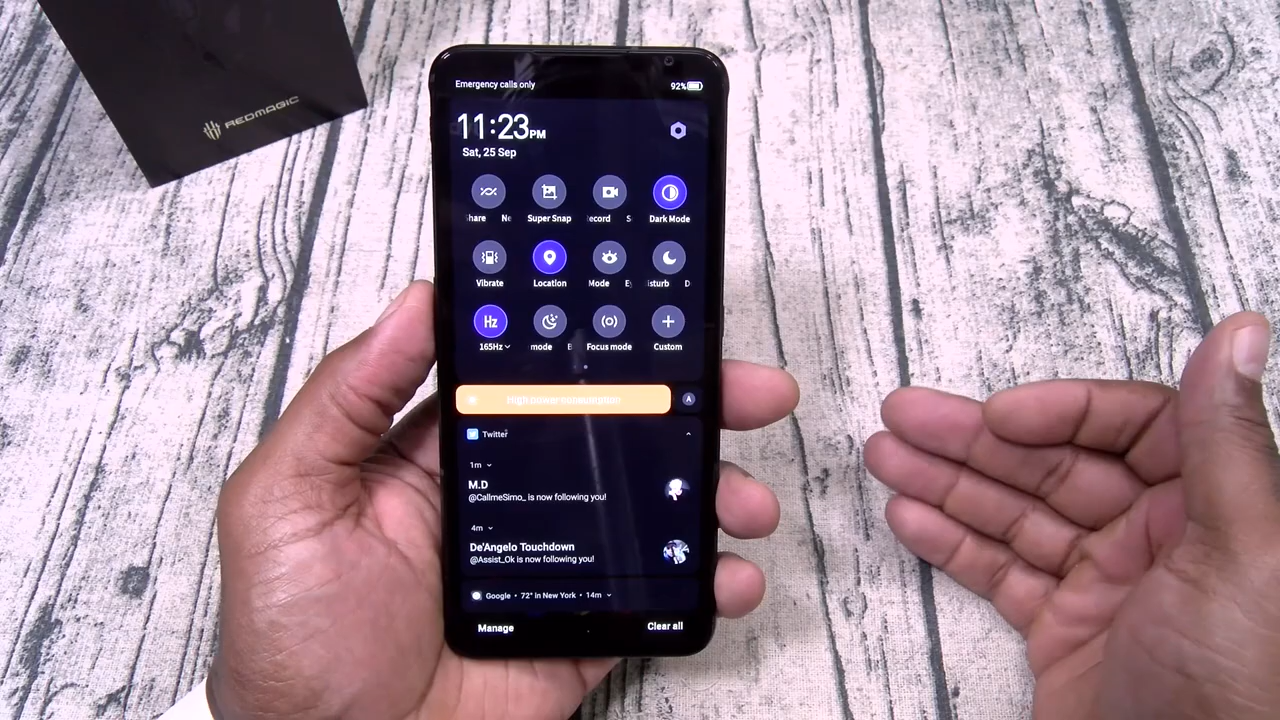 REDMAGIC
Emergency calls only 92%
11:23PM
Sat, 25 Sep
hare Ne Super Snap ecord S Dark Mode
Vibrate Location Mode E isturb D
Hz
165Hz mode B Focus mode Custom
High power consumption A
Twitter
1m
M.D
@CallmeSimo_ is now following you!
4m
De'Angelo Touchdown
@Assist_Ok is now following you!
Google • 72° in New York • 14m
Manage Clear all